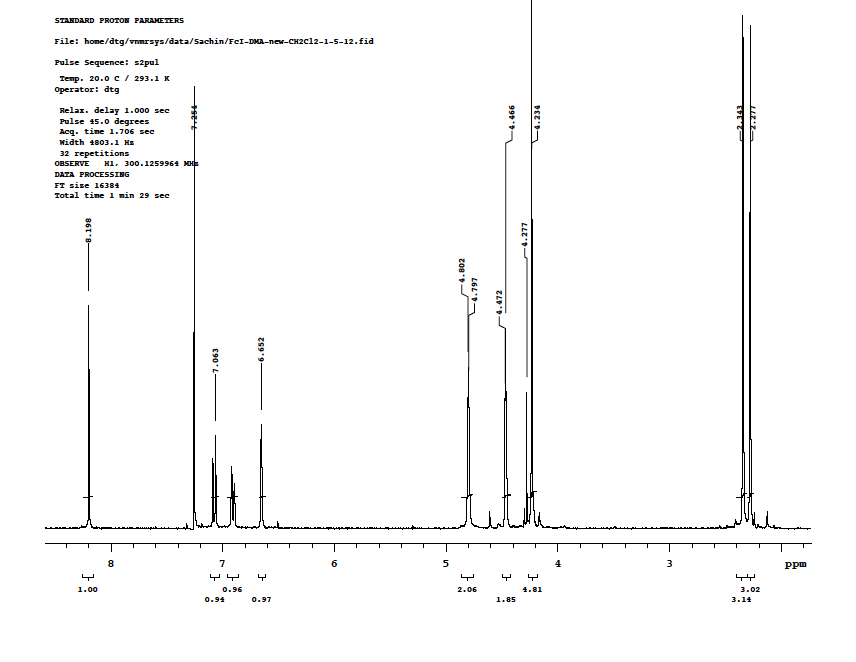 STANDARD PROTON PARAMETERS
File: home/dtg/vnmrsys/data/Sachin/FcI-DMA-new-CH2Cl2-1-5-12.fid
Pulse Sequence: s2pul
Temp. 20.0 C / 293.1 K
Operator: dtg
Relax. delay 1.000 sec
Pulse 45.0 degrees
Acq. time 1.706 sec
Width 4803.1 Hz
32 repetitions
OBSERVE H1, 300.1259964 MHz
DATA PROCESSING
FT size 16384
Total time 1 min 29 sec
8.198
7.254
7.063
6.652
4.802
4.797
4.472
4.466
4.277
4.234
2.343
2.277
8 7 6 5 4 3 ppm
1.00 0.96 2.06 4.81 3.02
0.94 0.97 1.85 3.14